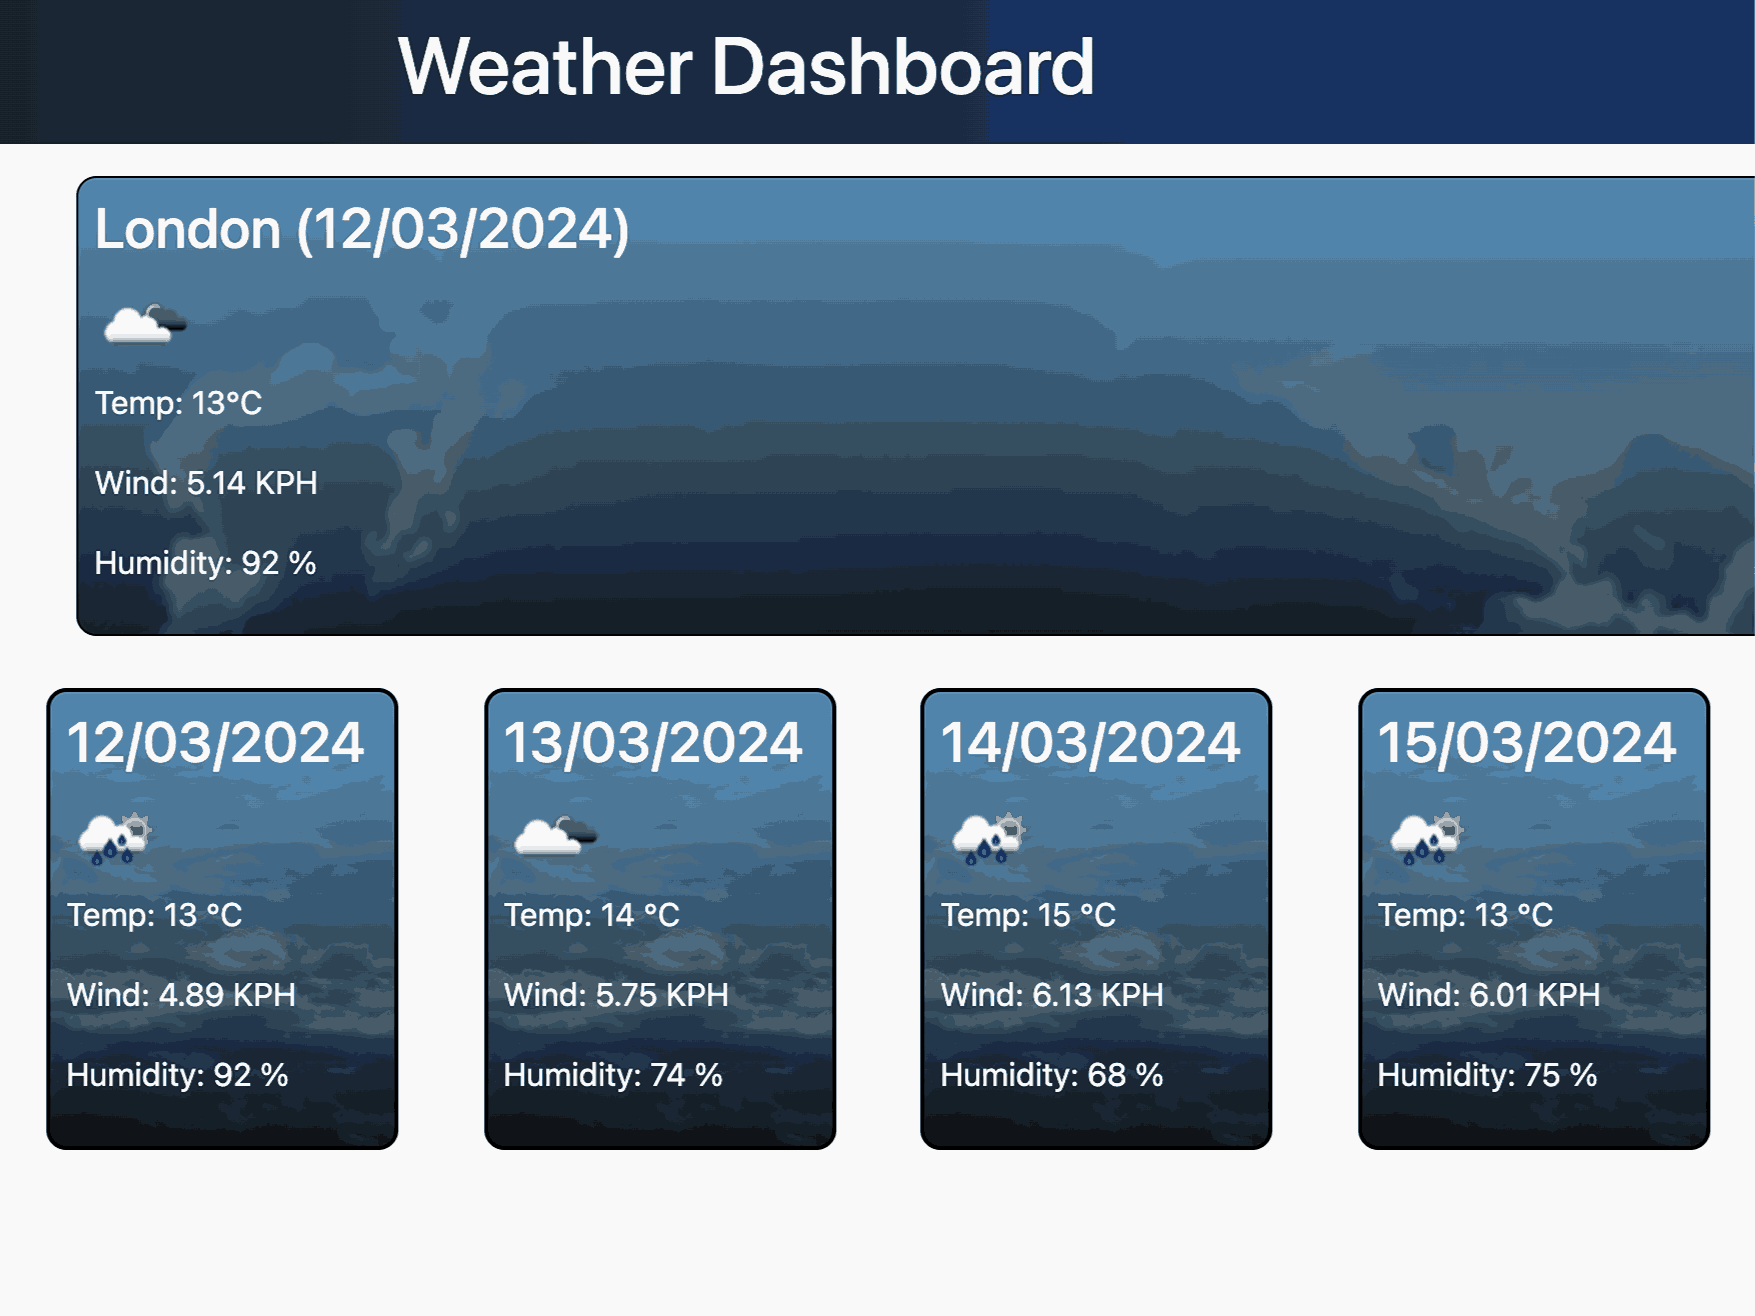 Weather Dashboard
London (12/03/2024)
Temp: 13°C
Wind: 5.14 KPH
Humidity: 92 %
12/03/2024
Temp: 13 °C
Wind: 4.89 KPH
Humidity: 92 %
13/03/2024
Temp: 14 °C
Wind: 5.75 KPH
Humidity: 74 %
14/03/2024
Temp: 15 °C
Wind: 6.13 KPH
Humidity: 68 %
15/03/2024
Temp: 13 °C
Wind: 6.01 KPH
Humidity: 75 %